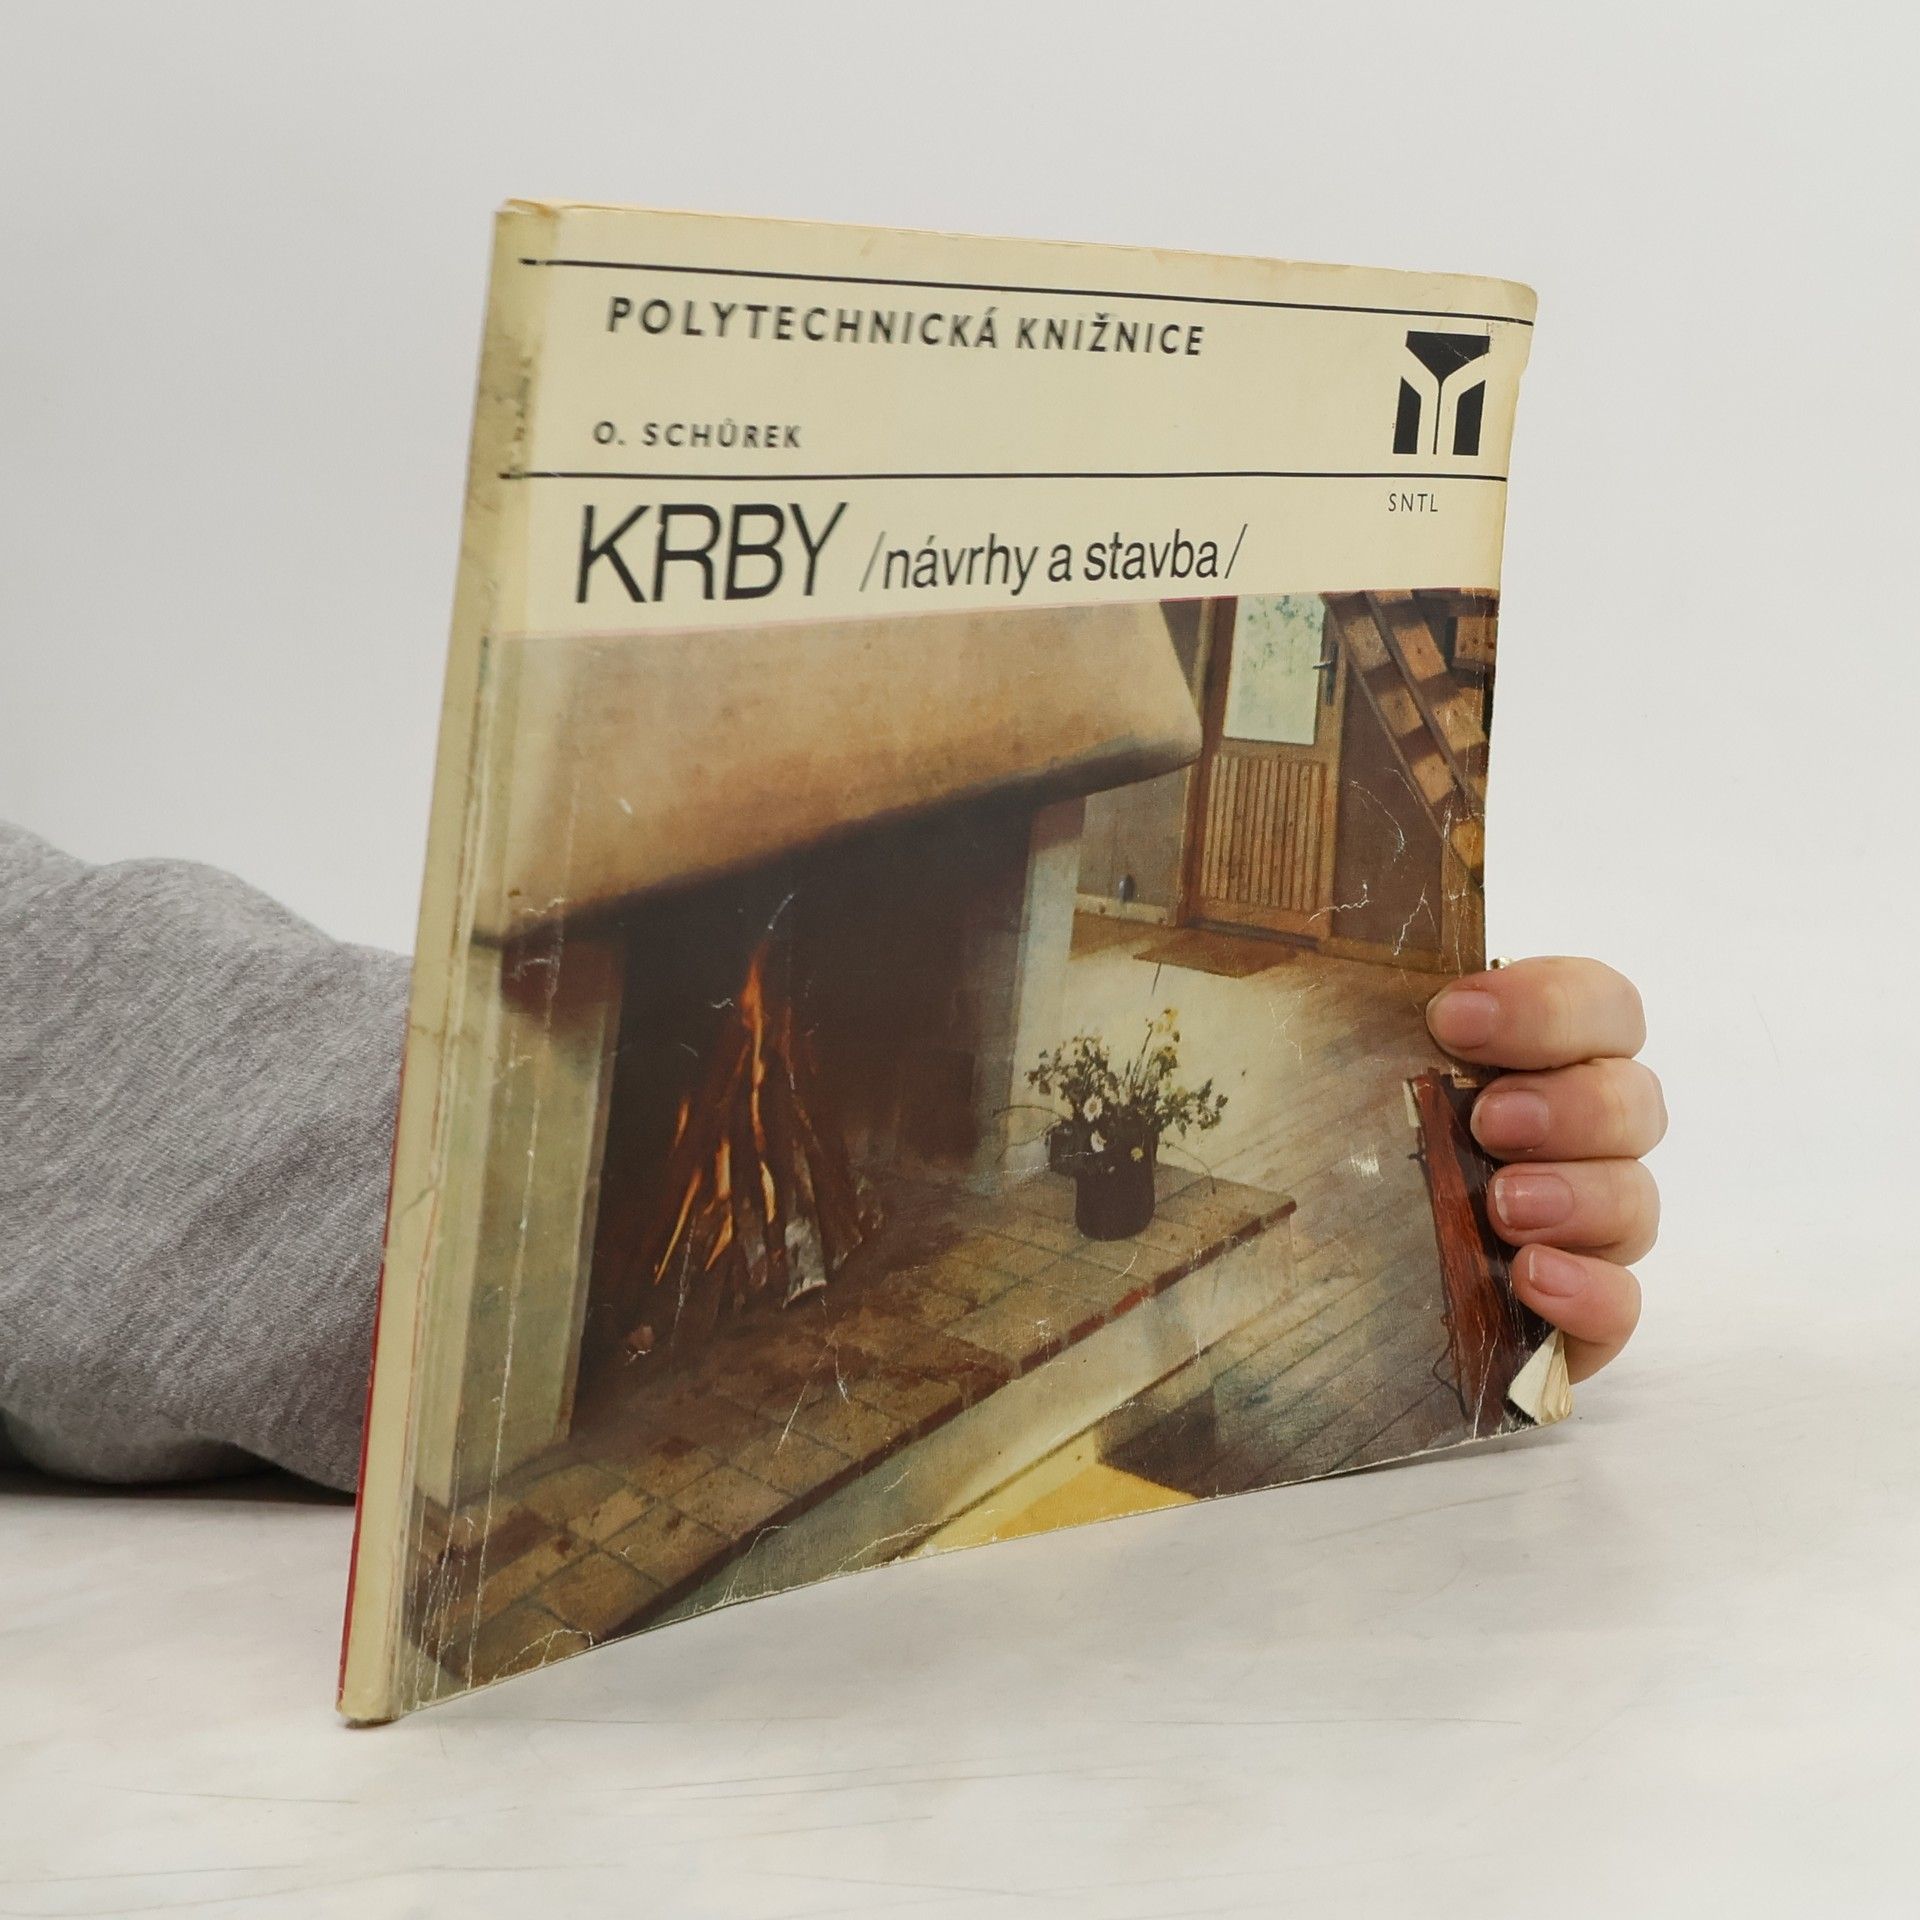 POLYTECHNICKÁ KNIŽNICE
O. SCHŮREK
SNTL
KRBY /návrhy a stavba/